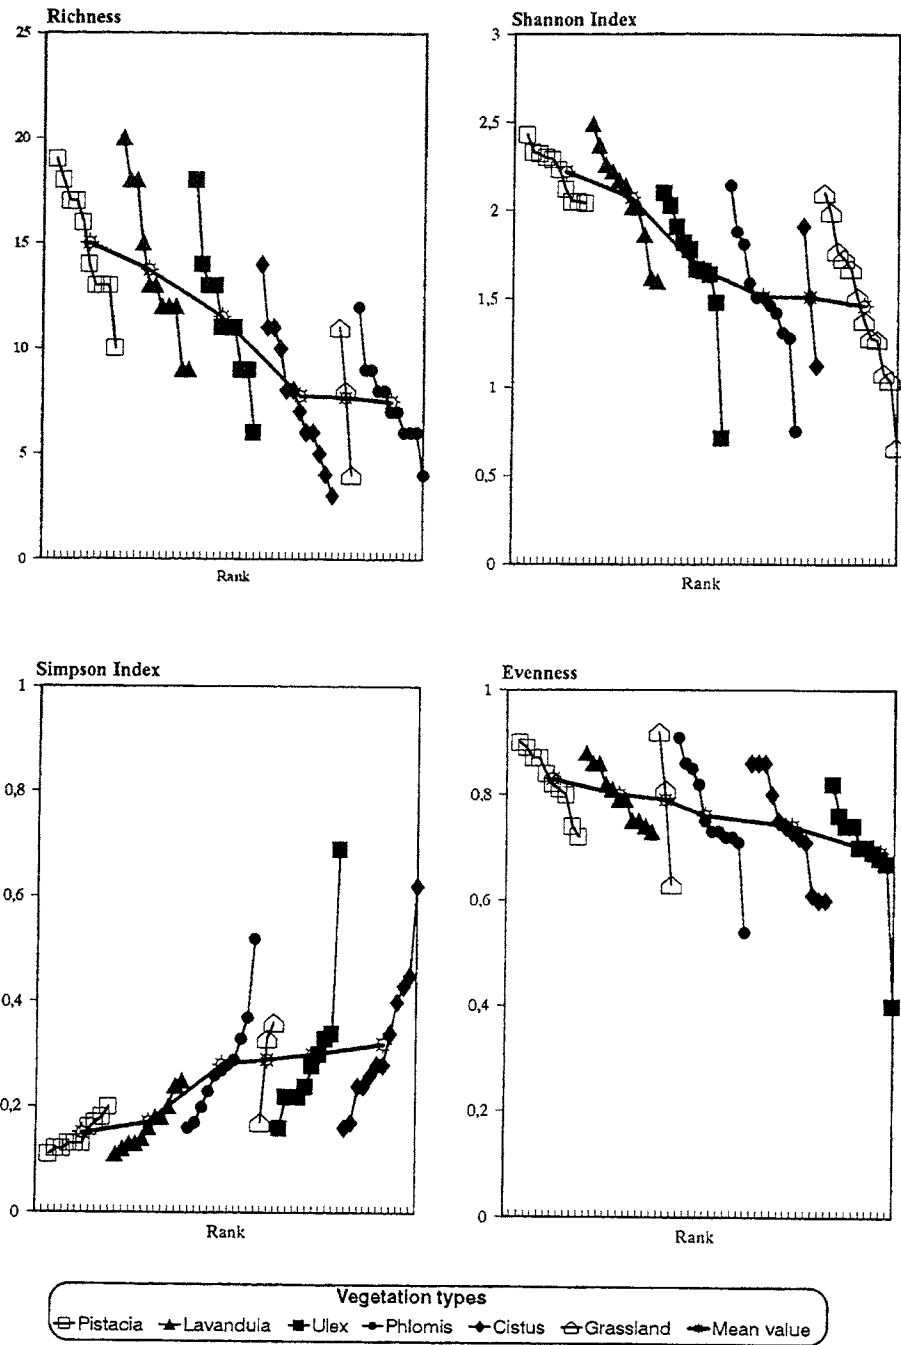 Richness
25
20
15
10
5
0
Rank
Shannon Index
3
2,5
2
1,5
1
0,5
0
Rank
Simpson Index
1
0,8
0,6
0,4
0,2
0
Rank
Evenness
1
0,8
0,6
0,4
0,2
0
Rank
Vegetation types
Pistacia Lavandula Ulex Phlomis Cistus Grassland Mean value